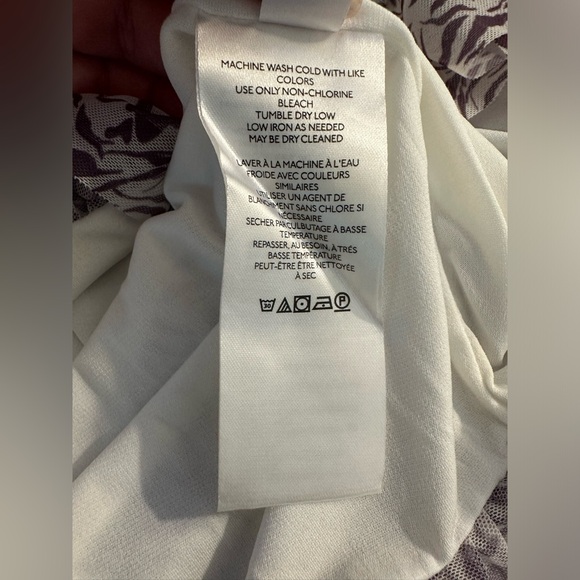 MACHINE WASH COLD WITH LIKE
COLORS
USE ONLY NON-CHLORINE
BLEACH
TUMBLE DRY LOW
LOW IRON AS NEEDED
MAY BE DRY CLEANED
LAVER À LA MACHINE À L'EAU
FROIDE AVEC COULEURS
SIMILAIRES
UTILISER UN AGENT DE
BLANCHIMENT SANS CHLORE SI
NÉCESSAIRE
SECHER PAR CULBUTAGE À BASSE
TEMPÉRATURE
REPASSER, AU BESOIN, À TRÉS
BASSE TEMPÉRATURE
PEUT-ÊTRE ÊTRE NETTOYÉE
À SEC
30 P